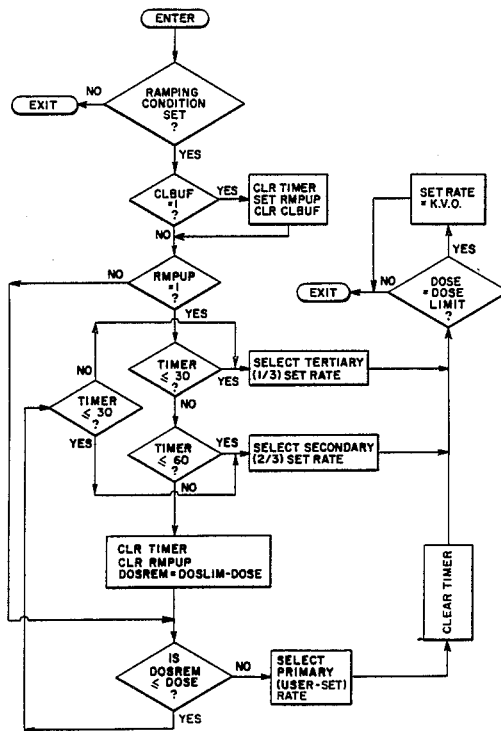 ENTER
RAMPING
CONDITION
SET
?
NO
EXIT
YES
CLBUF
=1
?
YES
CLR TIMER
SET RMPUP
CLR CLBUF
NO
SET RATE
= K.V.O.
YES
NO
RMPUP
=1
?
YES
DOSE
= DOSE
LIMIT
?
NO
EXIT
TIMER
≤ 30
?
YES
SELECT TERTIARY
(1/3) SET RATE
NO
NO
TIMER
≤ 30
?
YES
TIMER
≤ 60
?
YES
SELECT SECONDARY
(2/3) SET RATE
NO
CLR TIMER
CLR RMPUP
DOSREM = DOSLIM-DOSE
CLEAR TIMER
IS
DOSREM
≤ DOSE
?
NO
SELECT
PRIMARY
(USER-SET)
RATE
YES